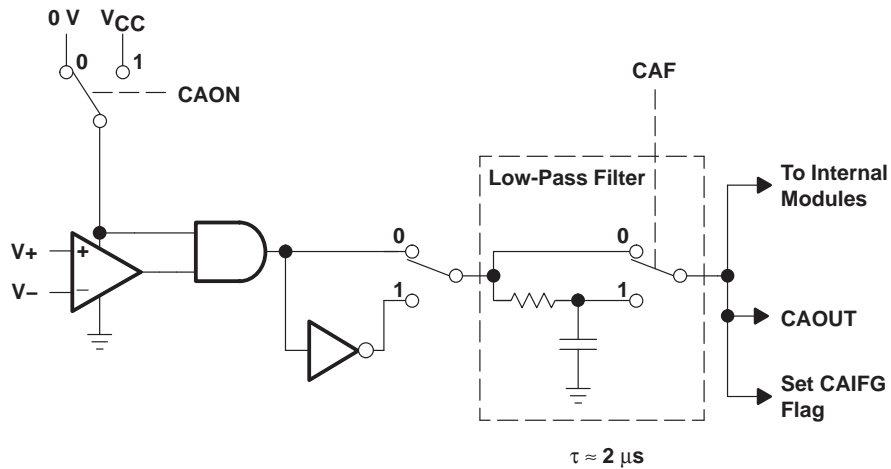 0 V
VCC
0
1
CAON
CAF
Low-Pass Filter
To Internal
Modules
V+
+
V−
−
0
1
0
1
CAOUT
Set CAIFG
Flag
τ ≈ 2 μs